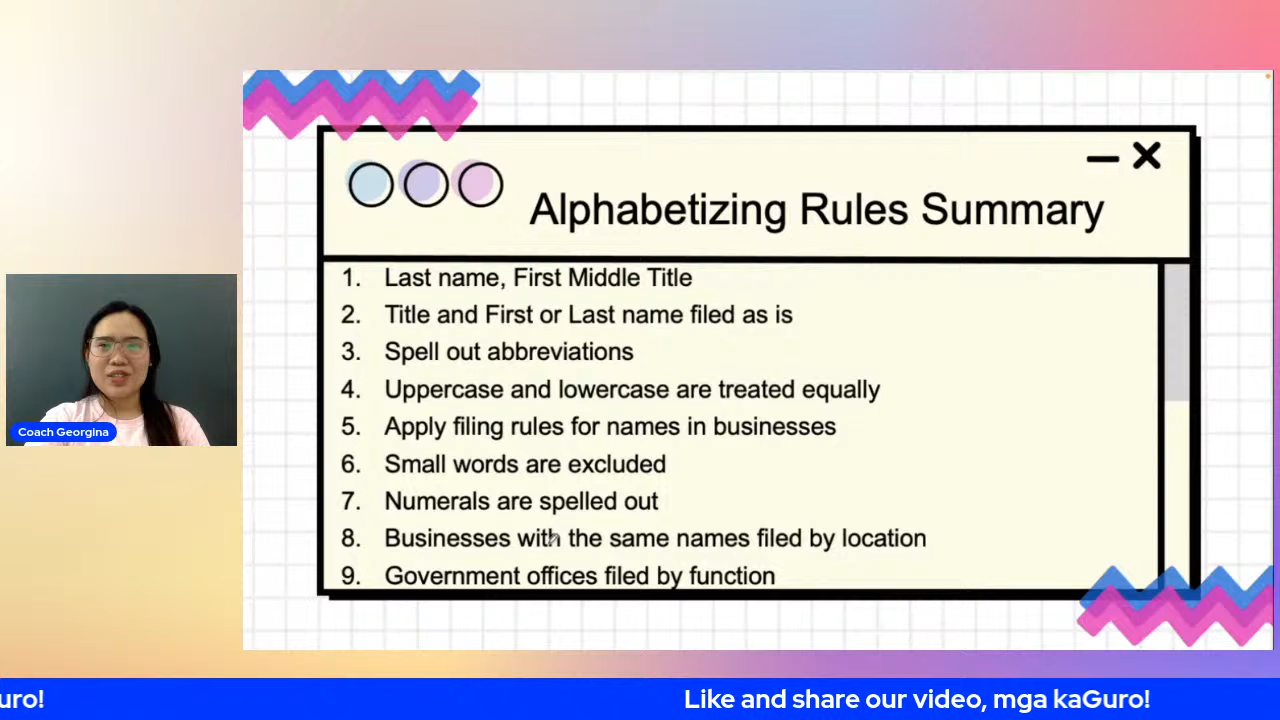 Alphabetizing Rules Summary
1. Last name, First Middle Title
2. Title and First or Last name filed as is
3. Spell out abbreviations
4. Uppercase and lowercase are treated equally
5. Apply filing rules for names in businesses
6. Small words are excluded
7. Numerals are spelled out
8. Businesses with the same names filed by location
9. Government offices filed by function
Coach Georgina
uro! Like and share our video, mga kaGuro!